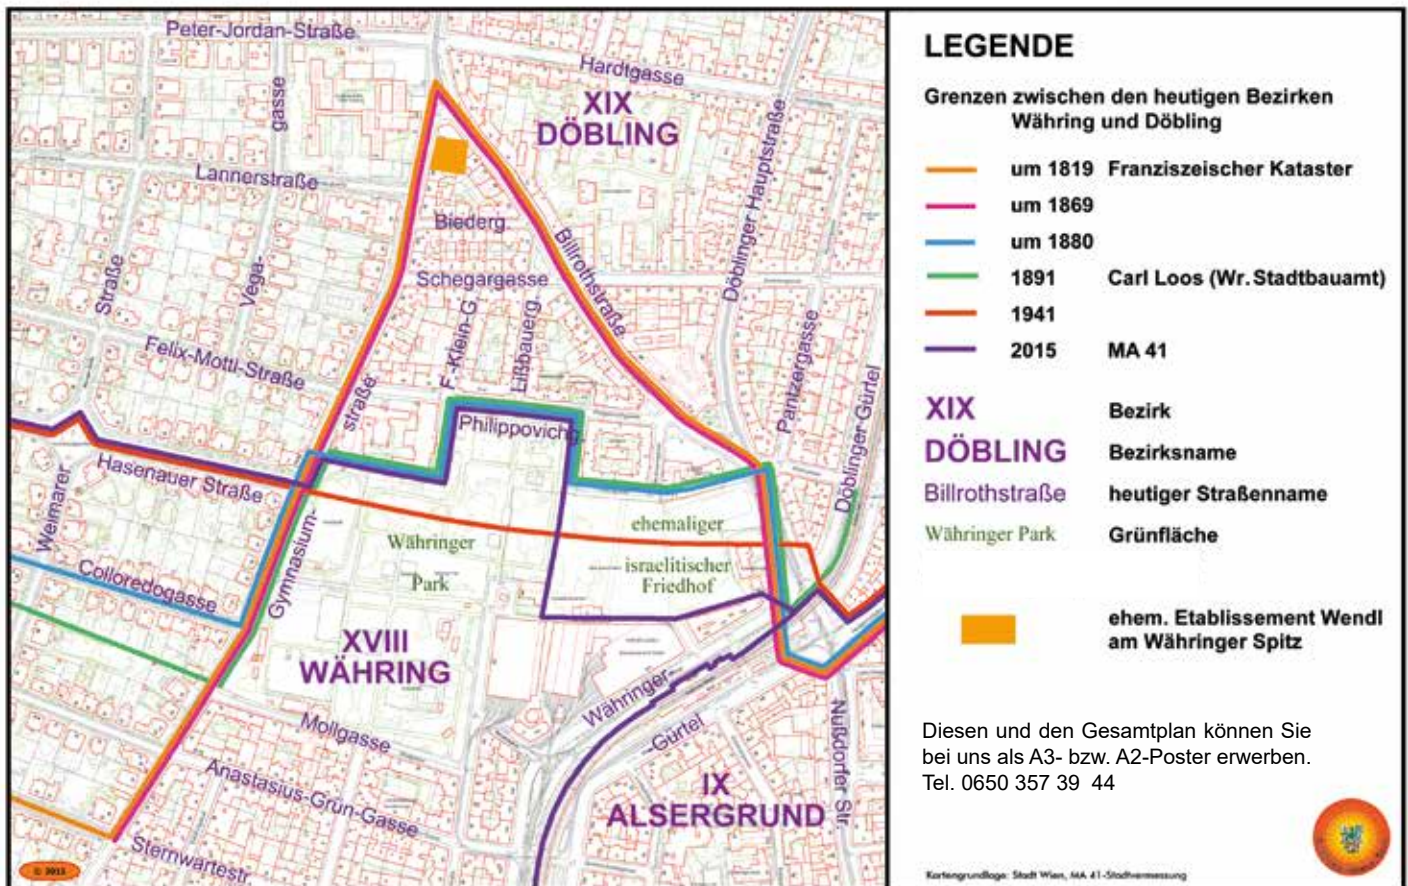 Peter-Jordan-Straße
gasse
Hardtgasse
XIX
DÖBLING
Döblinger Hauptstraße
Lannerstraße
Biederg.
Billrothstraße
Straße
Vega-
Schegargasse
F.-Klein-G.
Lißbauerg.
Felix-Mottl-Straße
straße
Pantzergasse
Döblinger Gürtel
Philippovichg.
Hasenauer Straße
Weimarer
Gymnasium-
Währinger
Park
ehemaliger
israelitischer
Friedhof
Colloredogasse
XVIII
WÄHRING
Währinger
Gürtel
Mollgasse
Nußdorfer Str.
Anastasius-Grün-Gasse
IX
ALSERGRUND
Sternwartestr.
© 2015
LEGENDE
Grenzen zwischen den heutigen Bezirken
Währing und Döbling
um 1819 Franziszeischer Kataster
um 1869
um 1880
1891 Carl Loos (Wr. Stadtbauamt)
1941
2015 MA 41
XIX Bezirk
DÖBLING Bezirksname
Billrothstraße heutiger Straßenname
Währinger Park Grünfläche
ehem. Etablissement Wendl
am Währinger Spitz
Diesen und den Gesamtplan können Sie
bei uns als A3- bzw. A2-Poster erwerben.
Tel. 0650 357 39 44
Kartengrundlage: Stadt Wien, MA 41-Stadtvermessung